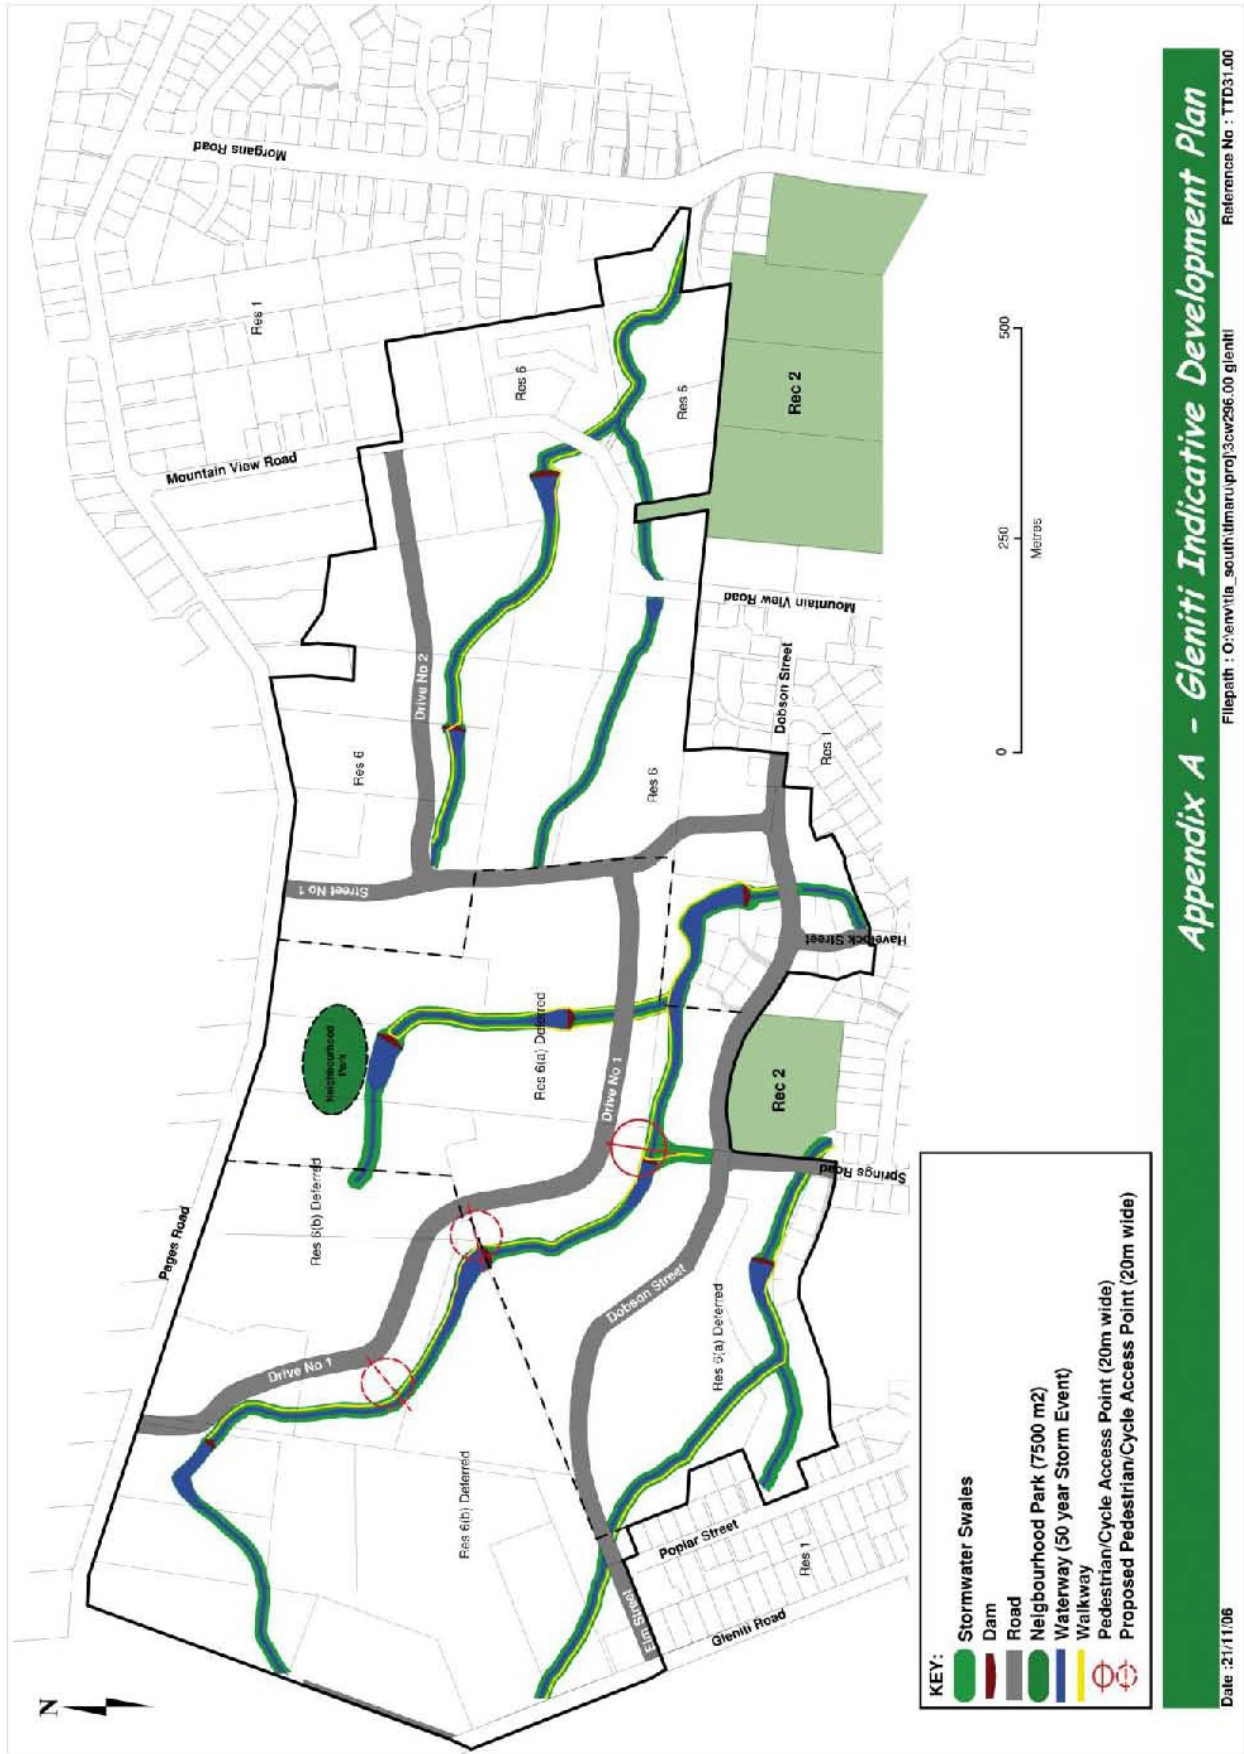 N
Pages Road
Morgans Road
Mountain View Road
Res 1
Street No 1
Drive No 2
Res 6
Res 6
Res 5
Rec 2
Neighbourhood
Park
Res 6(b) Deferred
Res 6(a) Deferred
Drive No 1
Drive No 1
Res 6
Mountain View Road
Dobson Street
Res 1
Havelock Street
Rec 2
Springs Road
Dobson Street
Res 6(a) Deferred
Res 6(b) Deferred
Elm Street
Poplar Street
Res 1
Gleniti Road
0
250
500
Metres
KEY:
Stormwater Swales
Dam
Road
Neigbourhood Park (7500 m2)
Waterway (50 year Storm Event)
Walkway
Pedestrian/Cycle Access Point (20m wide)
Proposed Pedestrian/Cycle Access Point (20m wide)
Appendix A - Gleniti Indicative Development Plan
Date :21/11/06
Filepath : O:\env\tla_south\timaru\proj\3cw296.00 gleniti
Reference No : TTD31.00